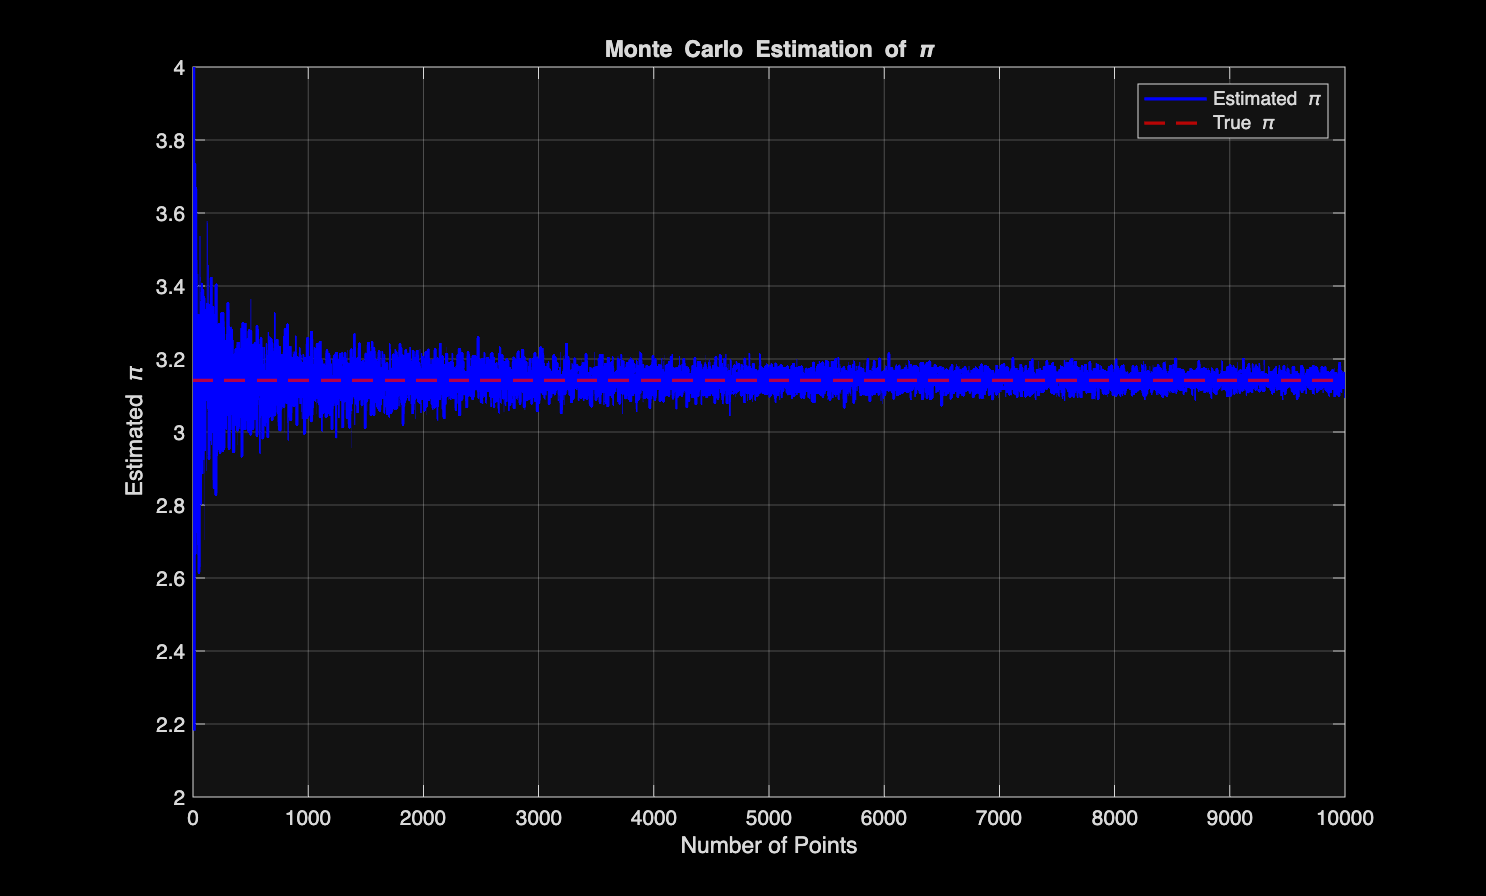 Monte Carlo Estimation of π
Estimated π
True π
4
3.8
3.6
3.4
3.2
3
2.8
2.6
2.4
2.2
2
Estimated π
0 1000 2000 3000 4000 5000 6000 7000 8000 9000 10000
Number of Points